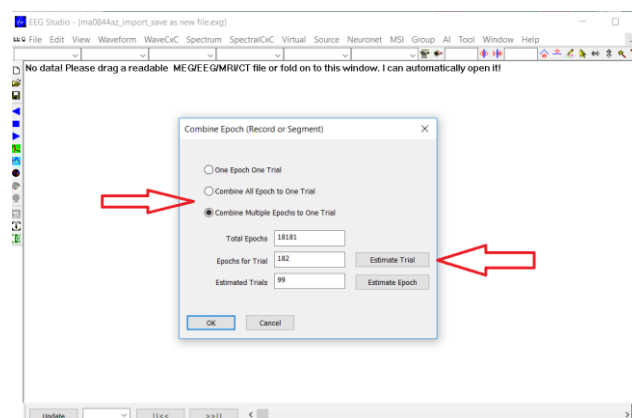 EEG Studio - [ma0844az_import_save as new file.exg]
File Edit View Waveform WaveCxC Spectrum SpectralCxC Virtual Source Neuronet MSI Group AI Tool Window Help
No data! Please drag a readable MEG/EEG/MRI/CT file or fold on to this window. I can automatically open it!
Combine Epoch (Record or Segment)
One Epoch One Trial
Combine All Epoch to One Trial
Combine Multiple Epochs to One Trial
Total Epochs 18181
Epochs for Trial 182 Estimate Trial
Estimated Trials 99 Estimate Epoch
OK Cancel
Update ||<< >>||